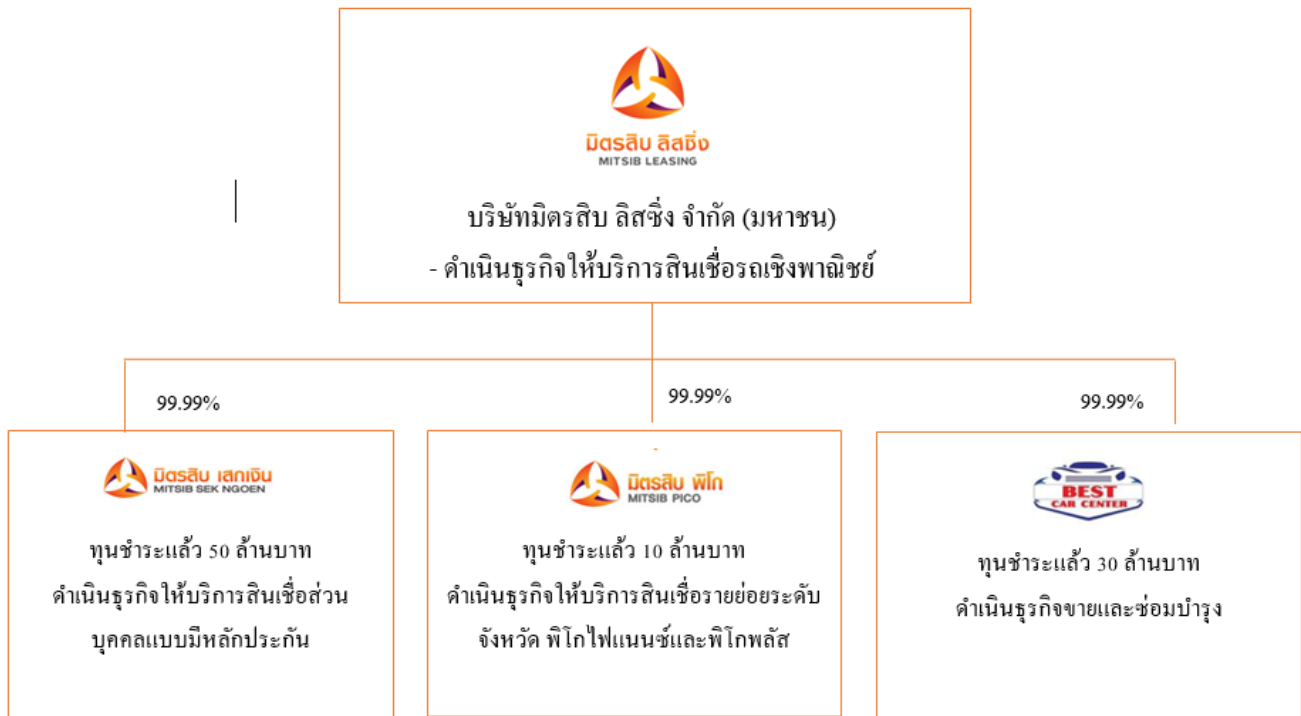 มิตรสิบ ลิสซิ่ง
MITSIB LEASING
บริษัทมิตรสิบ ลิสซิ่ง จำกัด (มหาชน)
- ดำเนินธุรกิจให้บริการสินเชื่อรถเชิงพาณิชย์
99.99%
99.99%
99.99%
มิตรสิบ เสกเงิน
MITSIB SEK NGOEN
ทุนชำระแล้ว 50 ล้านบาท
ดำเนินธุรกิจให้บริการสินเชื่อส่วน
บุคคลแบบมีหลักประกัน
มิตรสิบ พิโก
MITSIB PICO
ทุนชำระแล้ว 10 ล้านบาท
ดำเนินธุรกิจให้บริการสินเชื่อรายย่อยระดับ
จังหวัด พิโกไฟแนนซ์และพิโกพลัส
BEST
CAR CENTER
ทุนชำระแล้ว 30 ล้านบาท
ดำเนินธุรกิจขายและซ่อมบำรุง